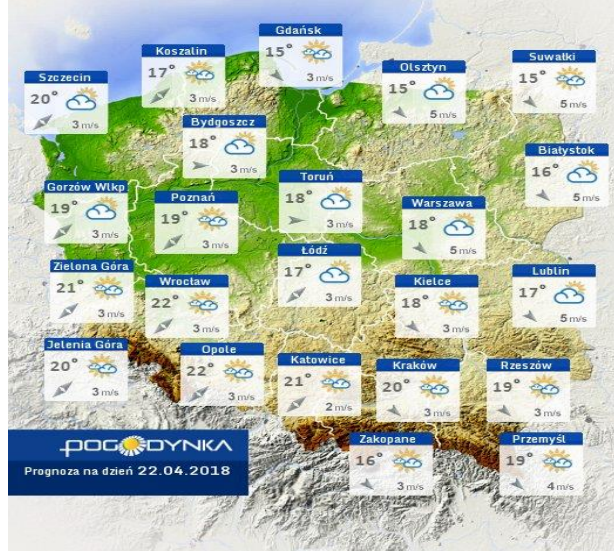 Gdańsk
15°
3 m/s
Koszalin
17°
3 m/s
Suwałki
15°
5 m/s
Olsztyn
15°
5 m/s
Szczecin
20°
3 m/s
Bydgoszcz
18°
3 m/s
Białystok
16°
5 m/s
Toruń
18°
3 m/s
Gorzów Wlkp
19°
3 m/s
Poznań
19°
3 m/s
Warszawa
18°
5 m/s
Łódź
17°
3 m/s
Zielona Góra
21°
3 m/s
Wrocław
22°
3 m/s
Kielce
18°
3 m/s
Lublin
17°
5 m/s
Jelenia Góra
20°
3 m/s
Opole
22°
3 m/s
Katowice
21°
2 m/s
Kraków
20°
3 m/s
Rzeszów
19°
3 m/s
Zakopane
16°
3 m/s
Przemyśl
19°
4 m/s
POGODYNKA
Prognoza na dzień 22.04.2018